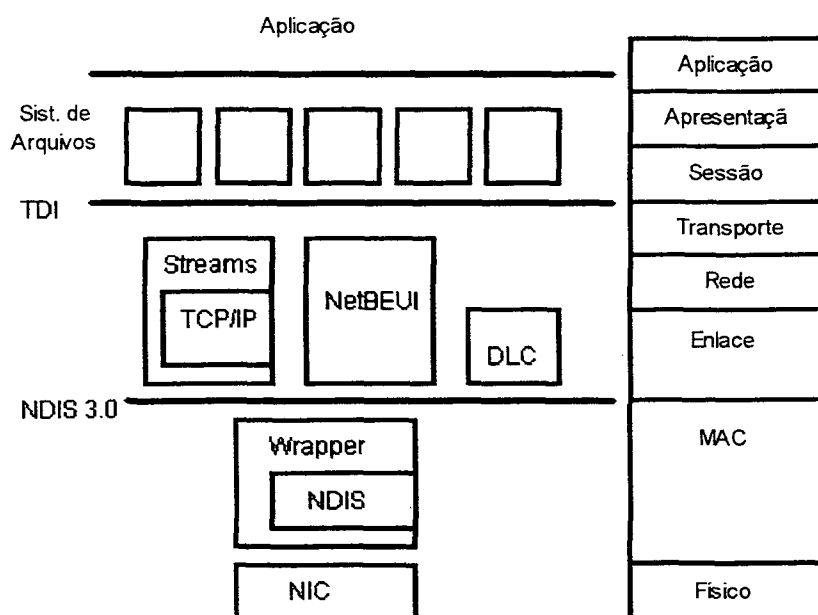 Aplicação
Sist. de
Arquivos
TDI
Streams
TCP/IP
NetBEUI
DLC
NDIS 3.0
Wrapper
NDIS
NIC
Aplicação
Apresentaçã
Sessão
Transporte
Rede
Enlace
MAC
Físico